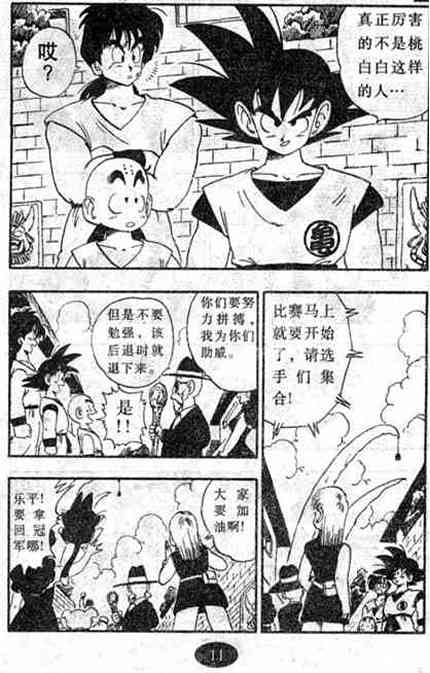 真正厉害
的不是桃
白白这样
的人…
哎？
亀
你们要努
力拼搏，
我为你们
助威。
但是不要
勉强，该
后退时就
退下来。
是！！
比赛马上
就要开始
了，请选
手们集
合！
大家
要加
油啊！
乐平！
要拿
回冠
军哪！
11